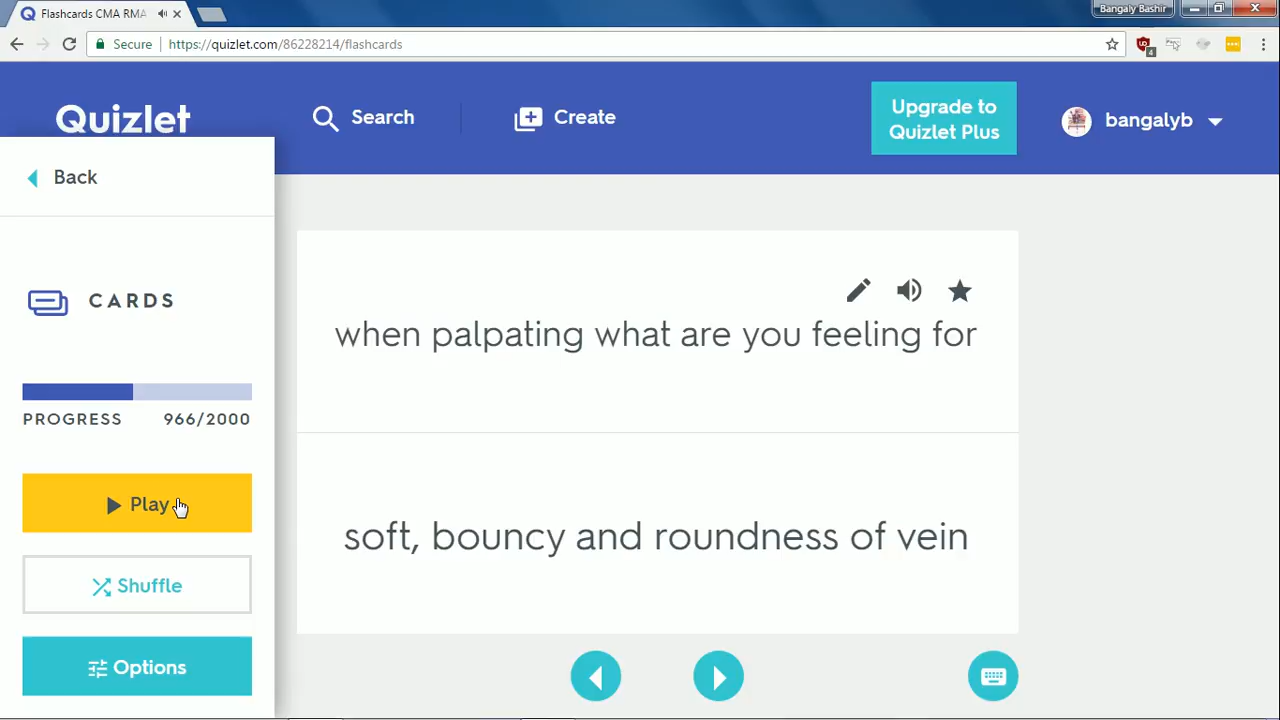 Flashcards CMA RMA
Bangaly Bashir
Secure
https://quizlet.com/86228214/flashcards
4
Quizlet
Search
Create
Upgrade to
Quizlet Plus
bangalyb
Back
CARDS
PROGRESS 966/2000
Play
Shuffle
Options
when palpating what are you feeling for
soft, bouncy and roundness of vein